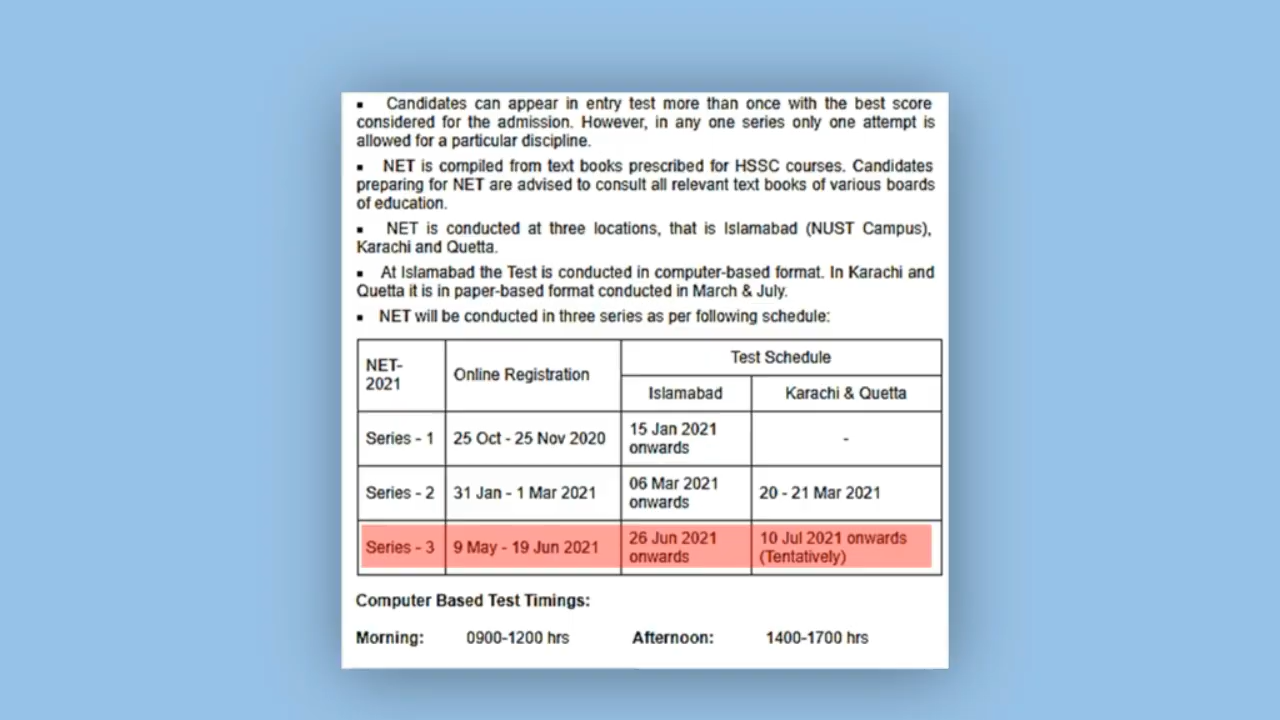 ▪ Candidates can appear in entry test more than once with the best score
considered for the admission. However, in any one series only one attempt is
allowed for a particular discipline.
▪ NET is compiled from text books prescribed for HSSC courses. Candidates
preparing for NET are advised to consult all relevant text books of various boards
of education.
▪ NET is conducted at three locations, that is Islamabad (NUST Campus),
Karachi and Quetta.
▪ At Islamabad the Test is conducted in computer-based format. In Karachi and
Quetta it is in paper-based format conducted in March & July.
▪ NET will be conducted in three series as per following schedule:
NET-
2021
Online Registration
Test Schedule
Islamabad
Karachi & Quetta
Series - 1
25 Oct - 25 Nov 2020
15 Jan 2021
onwards
-
Series - 2
31 Jan - 1 Mar 2021
06 Mar 2021
onwards
20 - 21 Mar 2021
Series - 3
9 May - 19 Jun 2021
26 Jun 2021
onwards
10 Jul 2021 onwards
(Tentatively)
Computer Based Test Timings:
Morning: 0900-1200 hrs Afternoon: 1400-1700 hrs